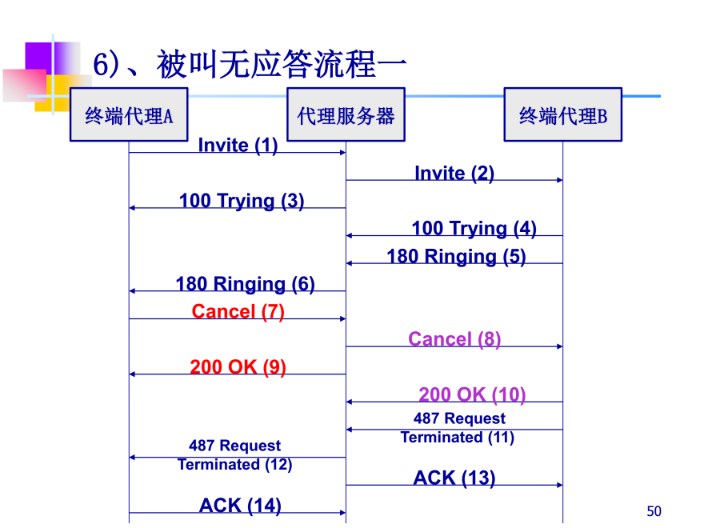 6)、被叫无应答流程一
终端代理A
代理服务器
终端代理B
Invite (1)
Invite (2)
100 Trying (3)
100 Trying (4)
180 Ringing (5)
180 Ringing (6)
Cancel (7)
Cancel (8)
200 OK (9)
200 OK (10)
487 Request
Terminated (11)
487 Request
Terminated (12)
ACK (13)
ACK (14)
50